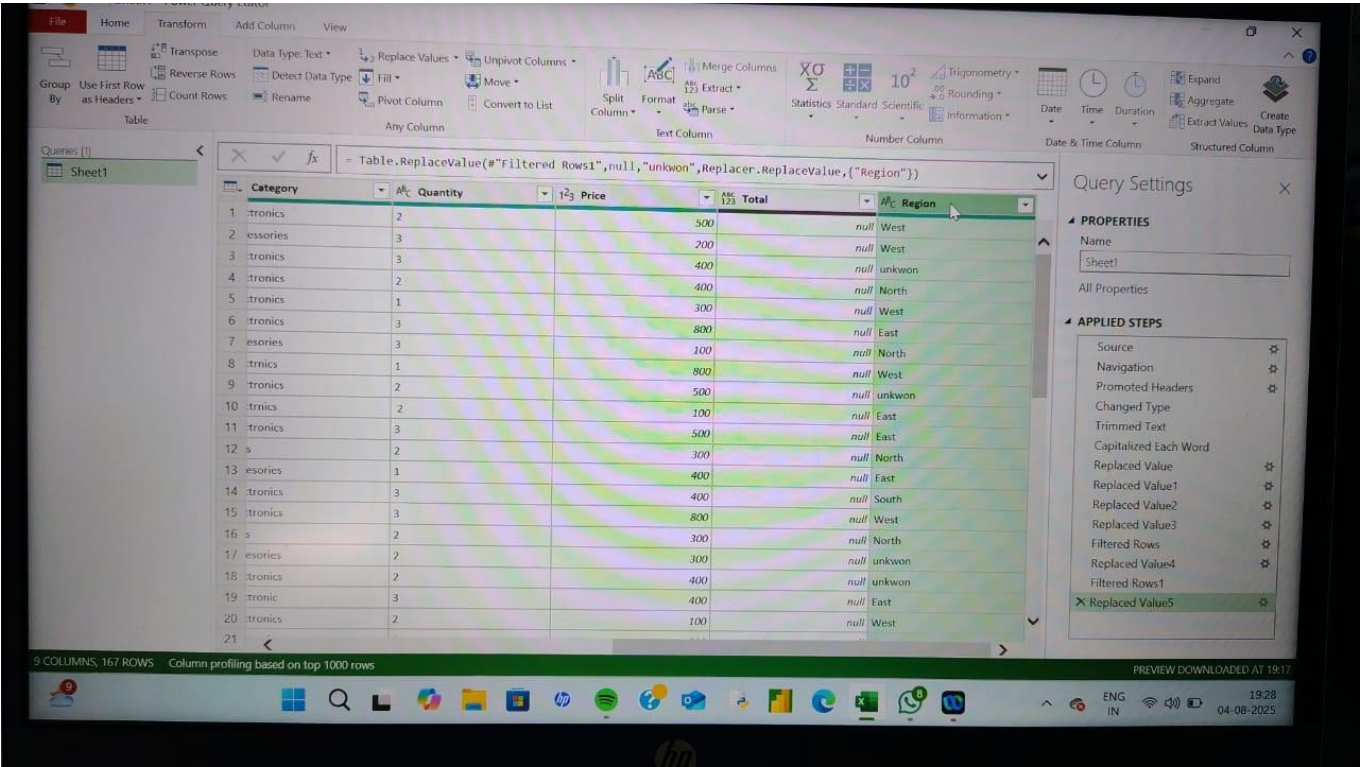 File Home Transform Add Column View
Group By
Use First Row as Headers
Transpose
Reverse Rows
Count Rows
Table
Data Type: Text
Detect Data Type
Rename
Replace Values
Fill
Pivot Column
Unpivot Columns
Move
Convert to List
Any Column
Split Column
Format
Merge Columns
Extract
Parse
Text Column
Statistics Standard Scientific
Trigonometry
Rounding
Information
Number Column
Date Time Duration
Date & Time Column
Expand
Aggregate
Extract Values
Create Data Type
Structured Column
Queries [1]
Sheet1
fx = Table.ReplaceValue(#"Filtered Rows1",null,"unkwon",Replacer.ReplaceValue,{"Region"})
Category Quantity Price Total Region
1 :tronics 2 500 null West
2 essories 3 200 null West
3 :tronics 3 400 null unkwon
4 :tronics 2 400 null North
5 :tronics 1 300 null West
6 :tronics 3 800 null East
7 esories 3 100 null North
8 :trnics 1 800 null West
9 :tronics 2 500 null unkwon
10 :trnics 2 100 null East
11 :tronics 3 500 null East
12 s 2 300 null North
13 esories 1 400 null East
14 :tronics 3 400 null South
15 :tronics 3 800 null West
16 s 2 300 null North
17 esories 2 300 null unkwon
18 :tronics 2 400 null unkwon
19 :tronic 3 400 null East
20 :tronics 2 100 null West
21
Query Settings
PROPERTIES
Name
Sheet1
All Properties
APPLIED STEPS
Source
Navigation
Promoted Headers
Changed Type
Trimmed Text
Capitalized Each Word
Replaced Value
Replaced Value1
Replaced Value2
Replaced Value3
Filtered Rows
Replaced Value4
Filtered Rows1
Replaced Value5
9 COLUMNS, 167 ROWS Column profiling based on top 1000 rows
PREVIEW DOWNLOADED AT 19:17
9
8
ENG
IN
19:28
04-08-2025
hp